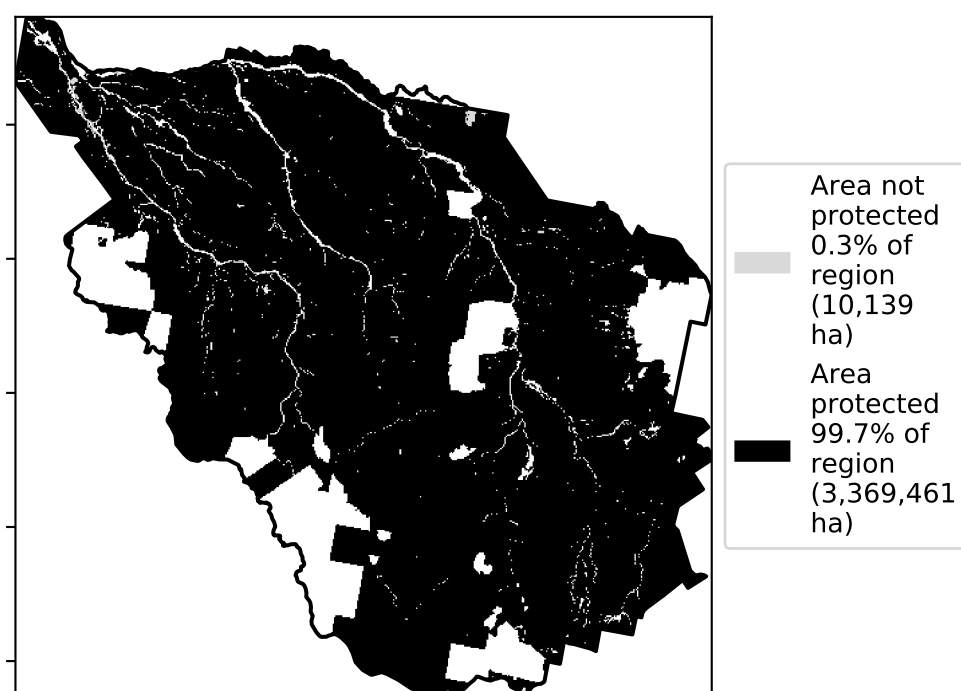 Area not
protected
0.3% of
region
(10,139
ha)
Area
protected
99.7% of
region
(3,369,461
ha)